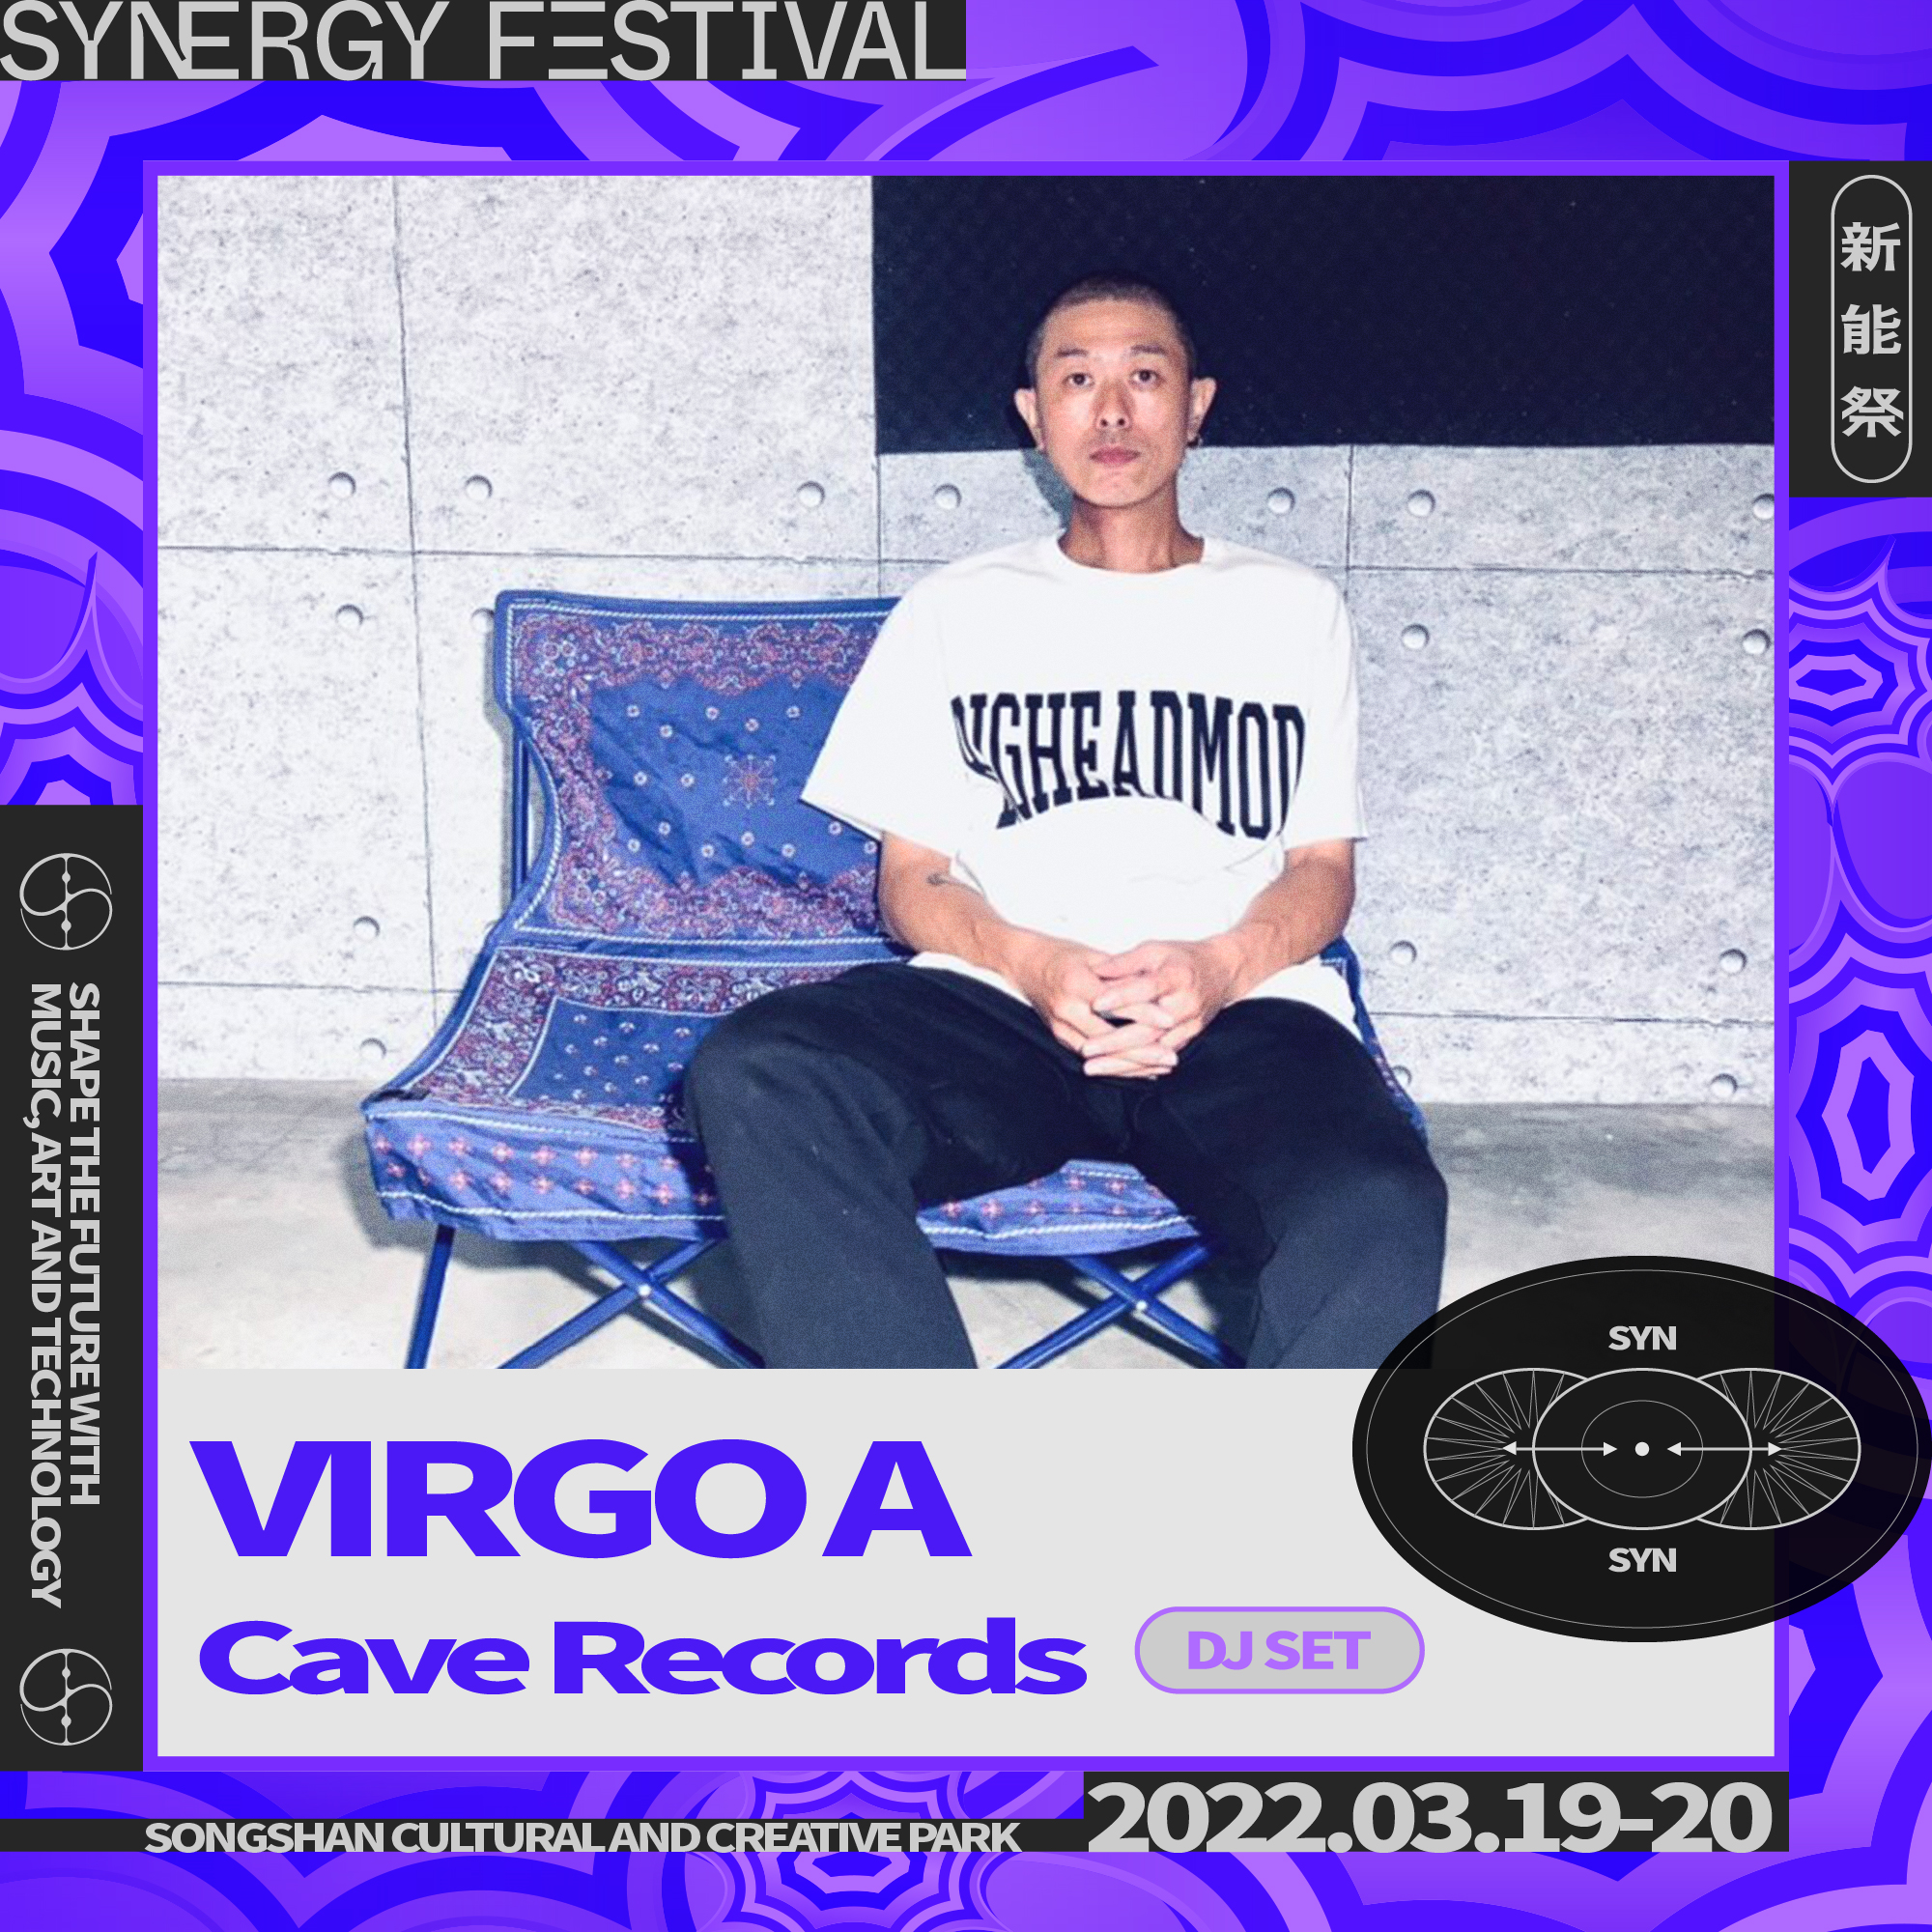 SYNERGY FESTIVAL
新能祭
NGHEADMOD
SHAPE THE FUTURE WITH
MUSIC, ART AND TECHNOLOGY
SYN
SYN
VIRGO A
Cave Records
DJ SET
SONGSHAN CULTURAL AND CREATIVE PARK
2022.03.19-20